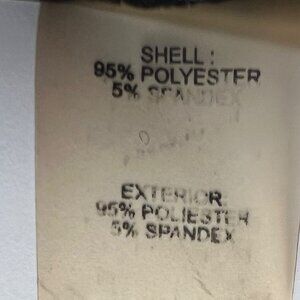 SHELL :
95% POLYESTER
5% SPANDEX
EXTERIOR:
95% POLIESTER
5% SPANDEX